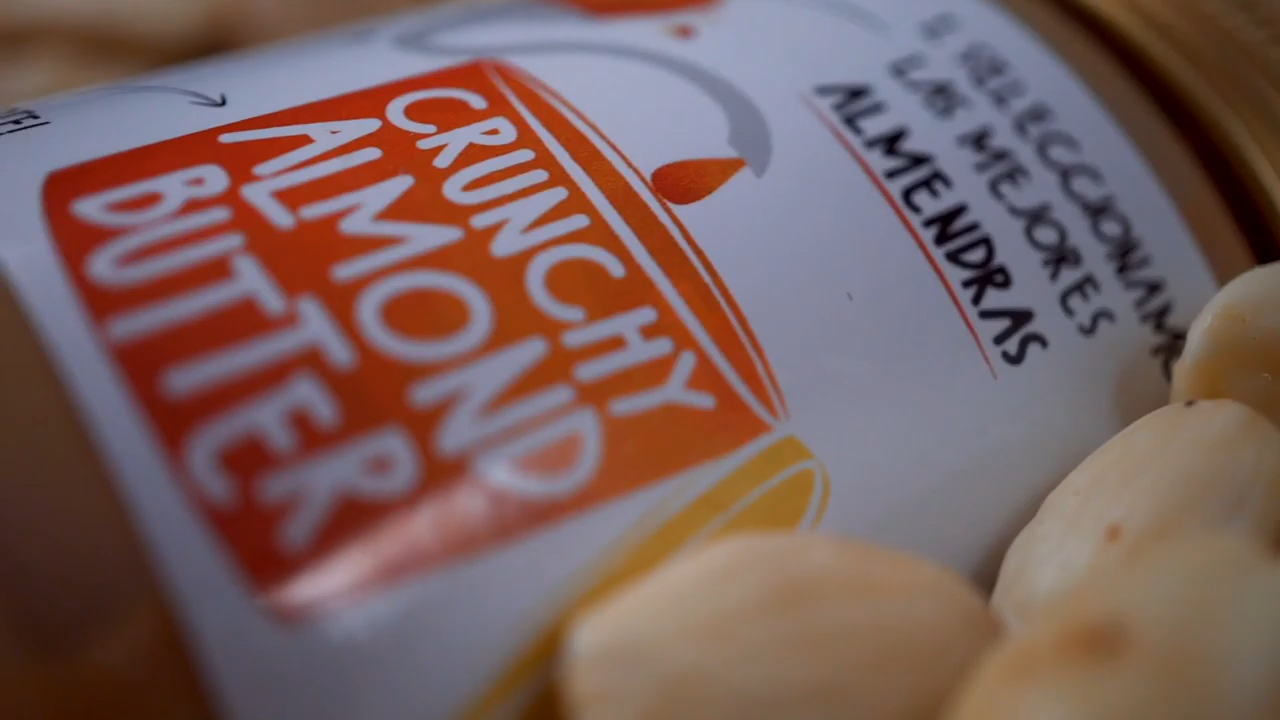 CRUNCHY
ALMOND
BUTTER
LAS MEJORES
ALMENDRAS